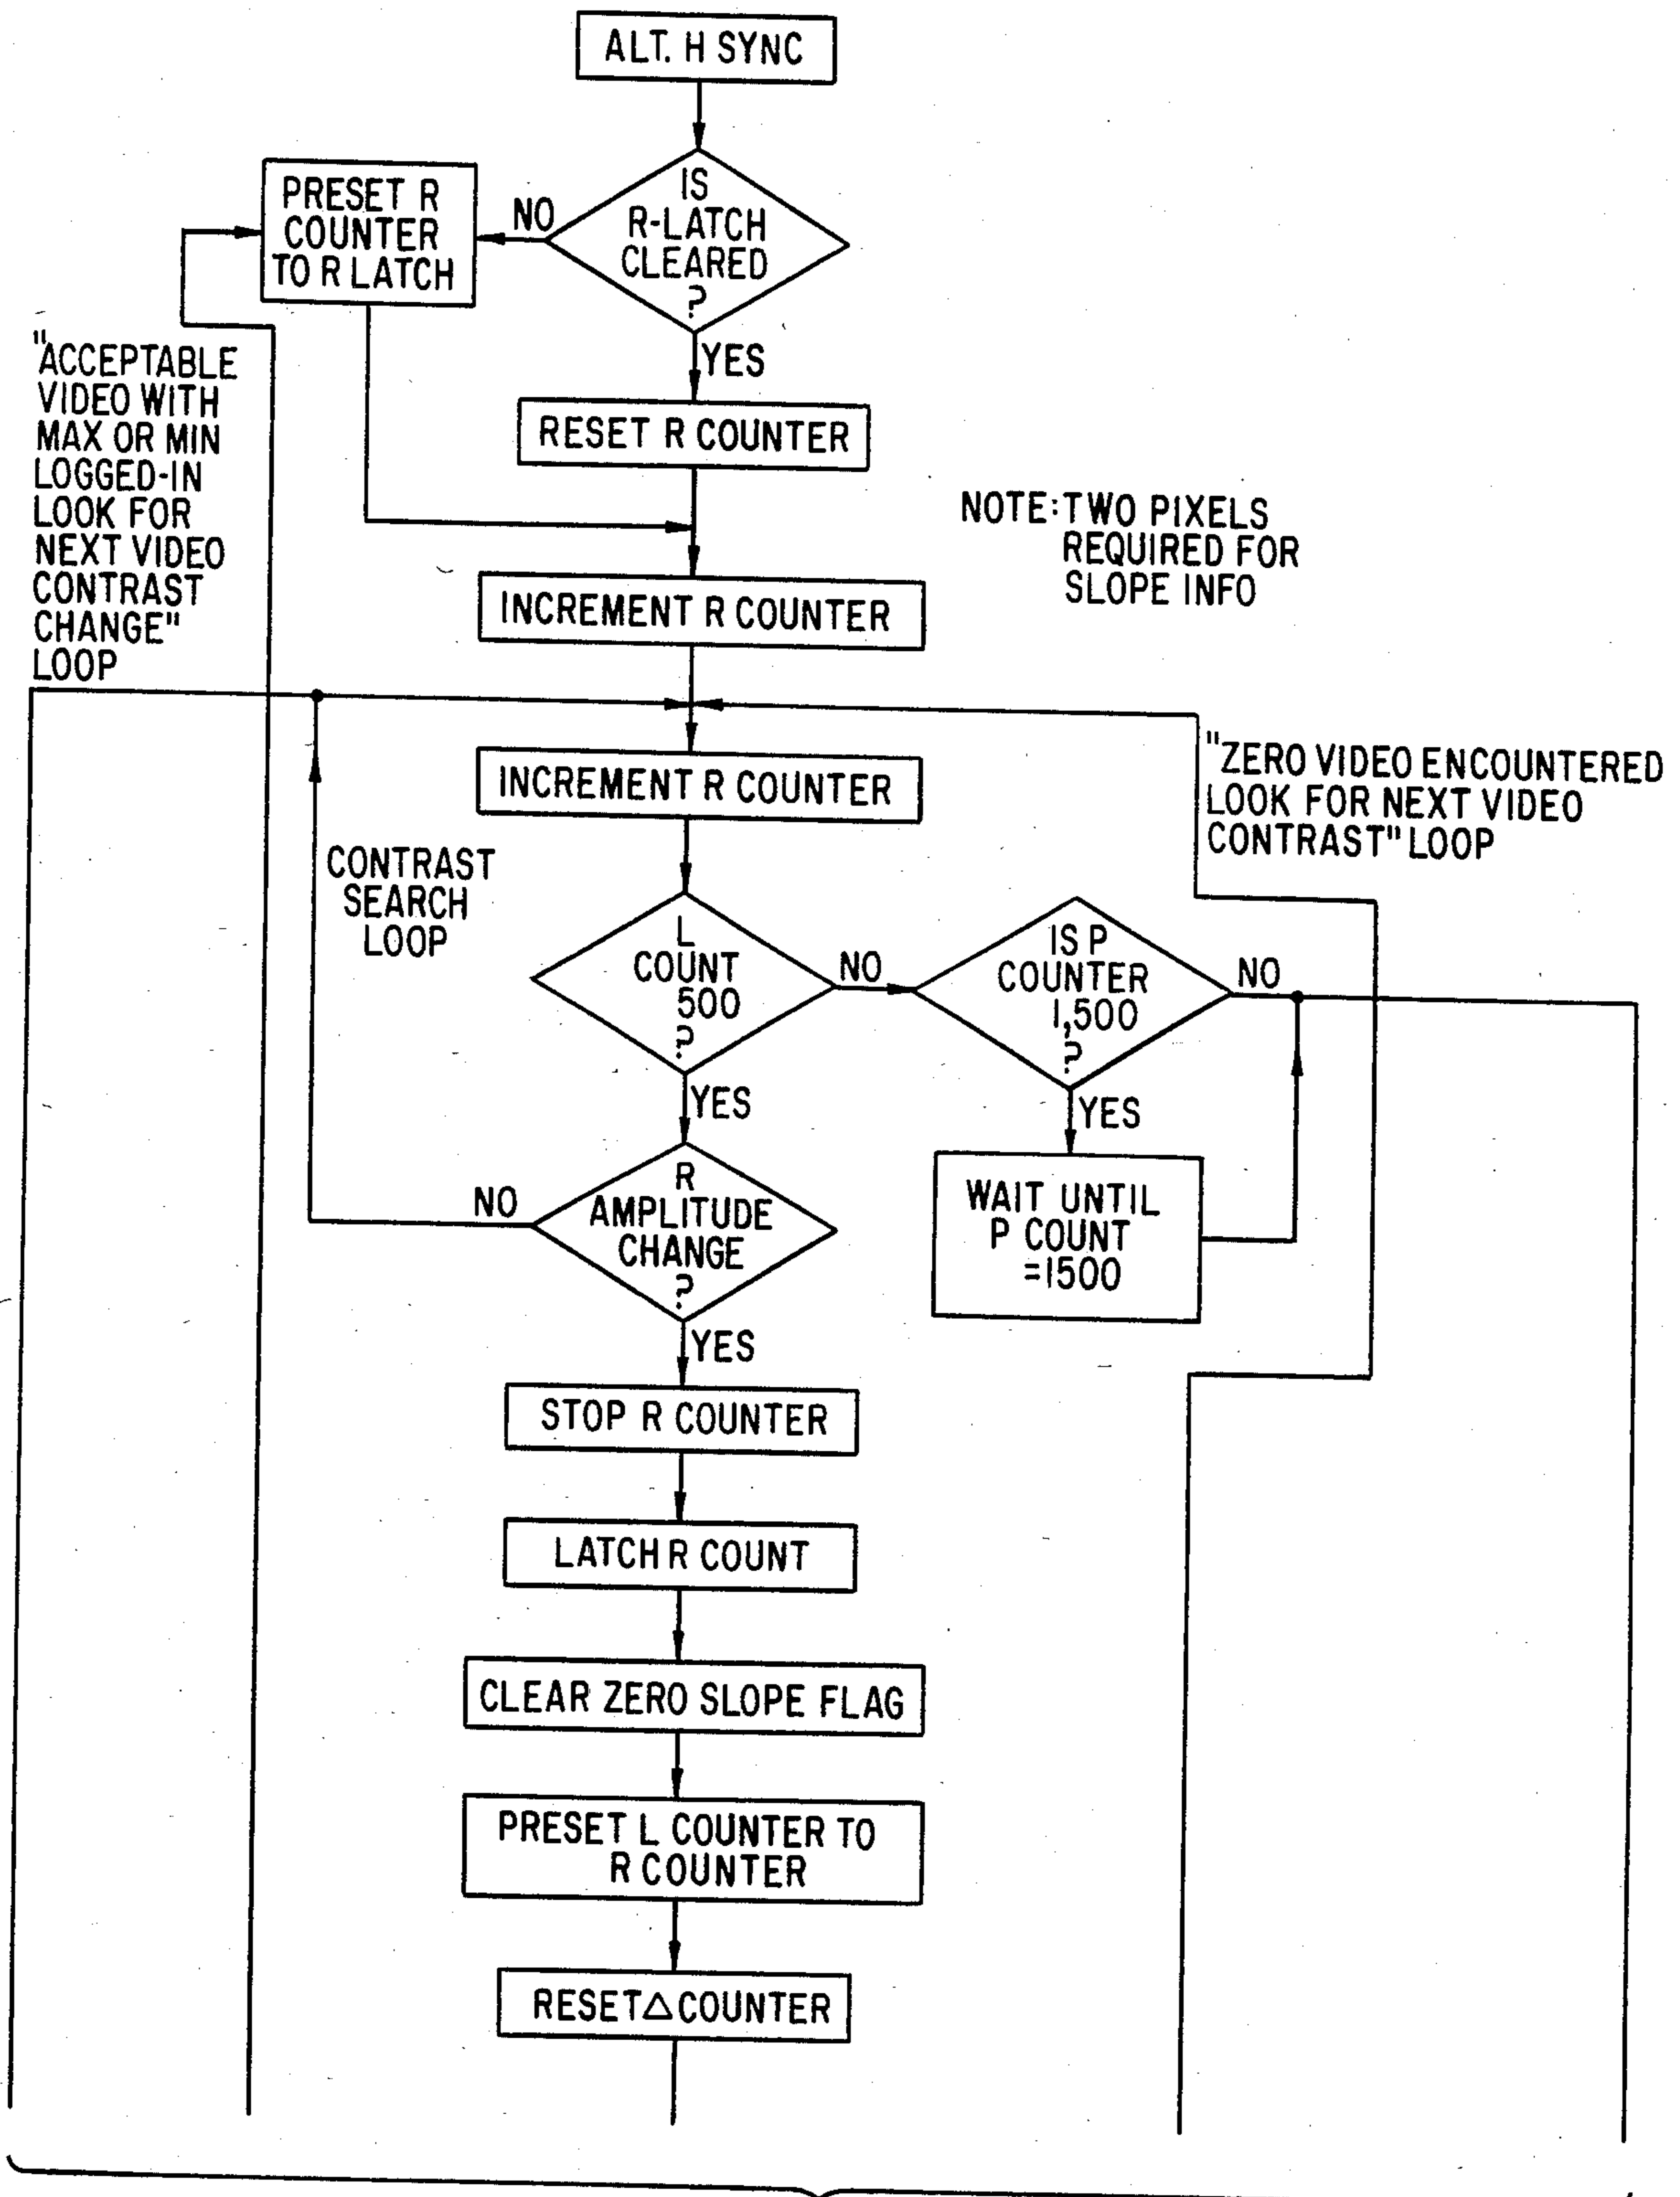 ALT. H SYNC
IS
R-LATCH
CLEARED
?
NO
PRESET R
COUNTER
TO R LATCH
YES
"ACCEPTABLE
VIDEO WITH
MAX OR MIN
LOGGED-IN
LOOK FOR
NEXT VIDEO
CONTRAST
CHANGE"
LOOP
RESET R COUNTER
NOTE: TWO PIXELS
REQUIRED FOR
SLOPE INFO
INCREMENT R COUNTER
INCREMENT R COUNTER
"ZERO VIDEO ENCOUNTERED
LOOK FOR NEXT VIDEO
CONTRAST" LOOP
CONTRAST
SEARCH
LOOP
L
COUNT
500
?
NO
IS P
COUNTER
1,500
?
NO
YES
YES
WAIT UNTIL
P COUNT
=1500
R
AMPLITUDE
CHANGE
?
NO
YES
STOP R COUNTER
LATCH R COUNT
CLEAR ZERO SLOPE FLAG
PRESET L COUNTER TO
R COUNTER
RESET △ COUNTER